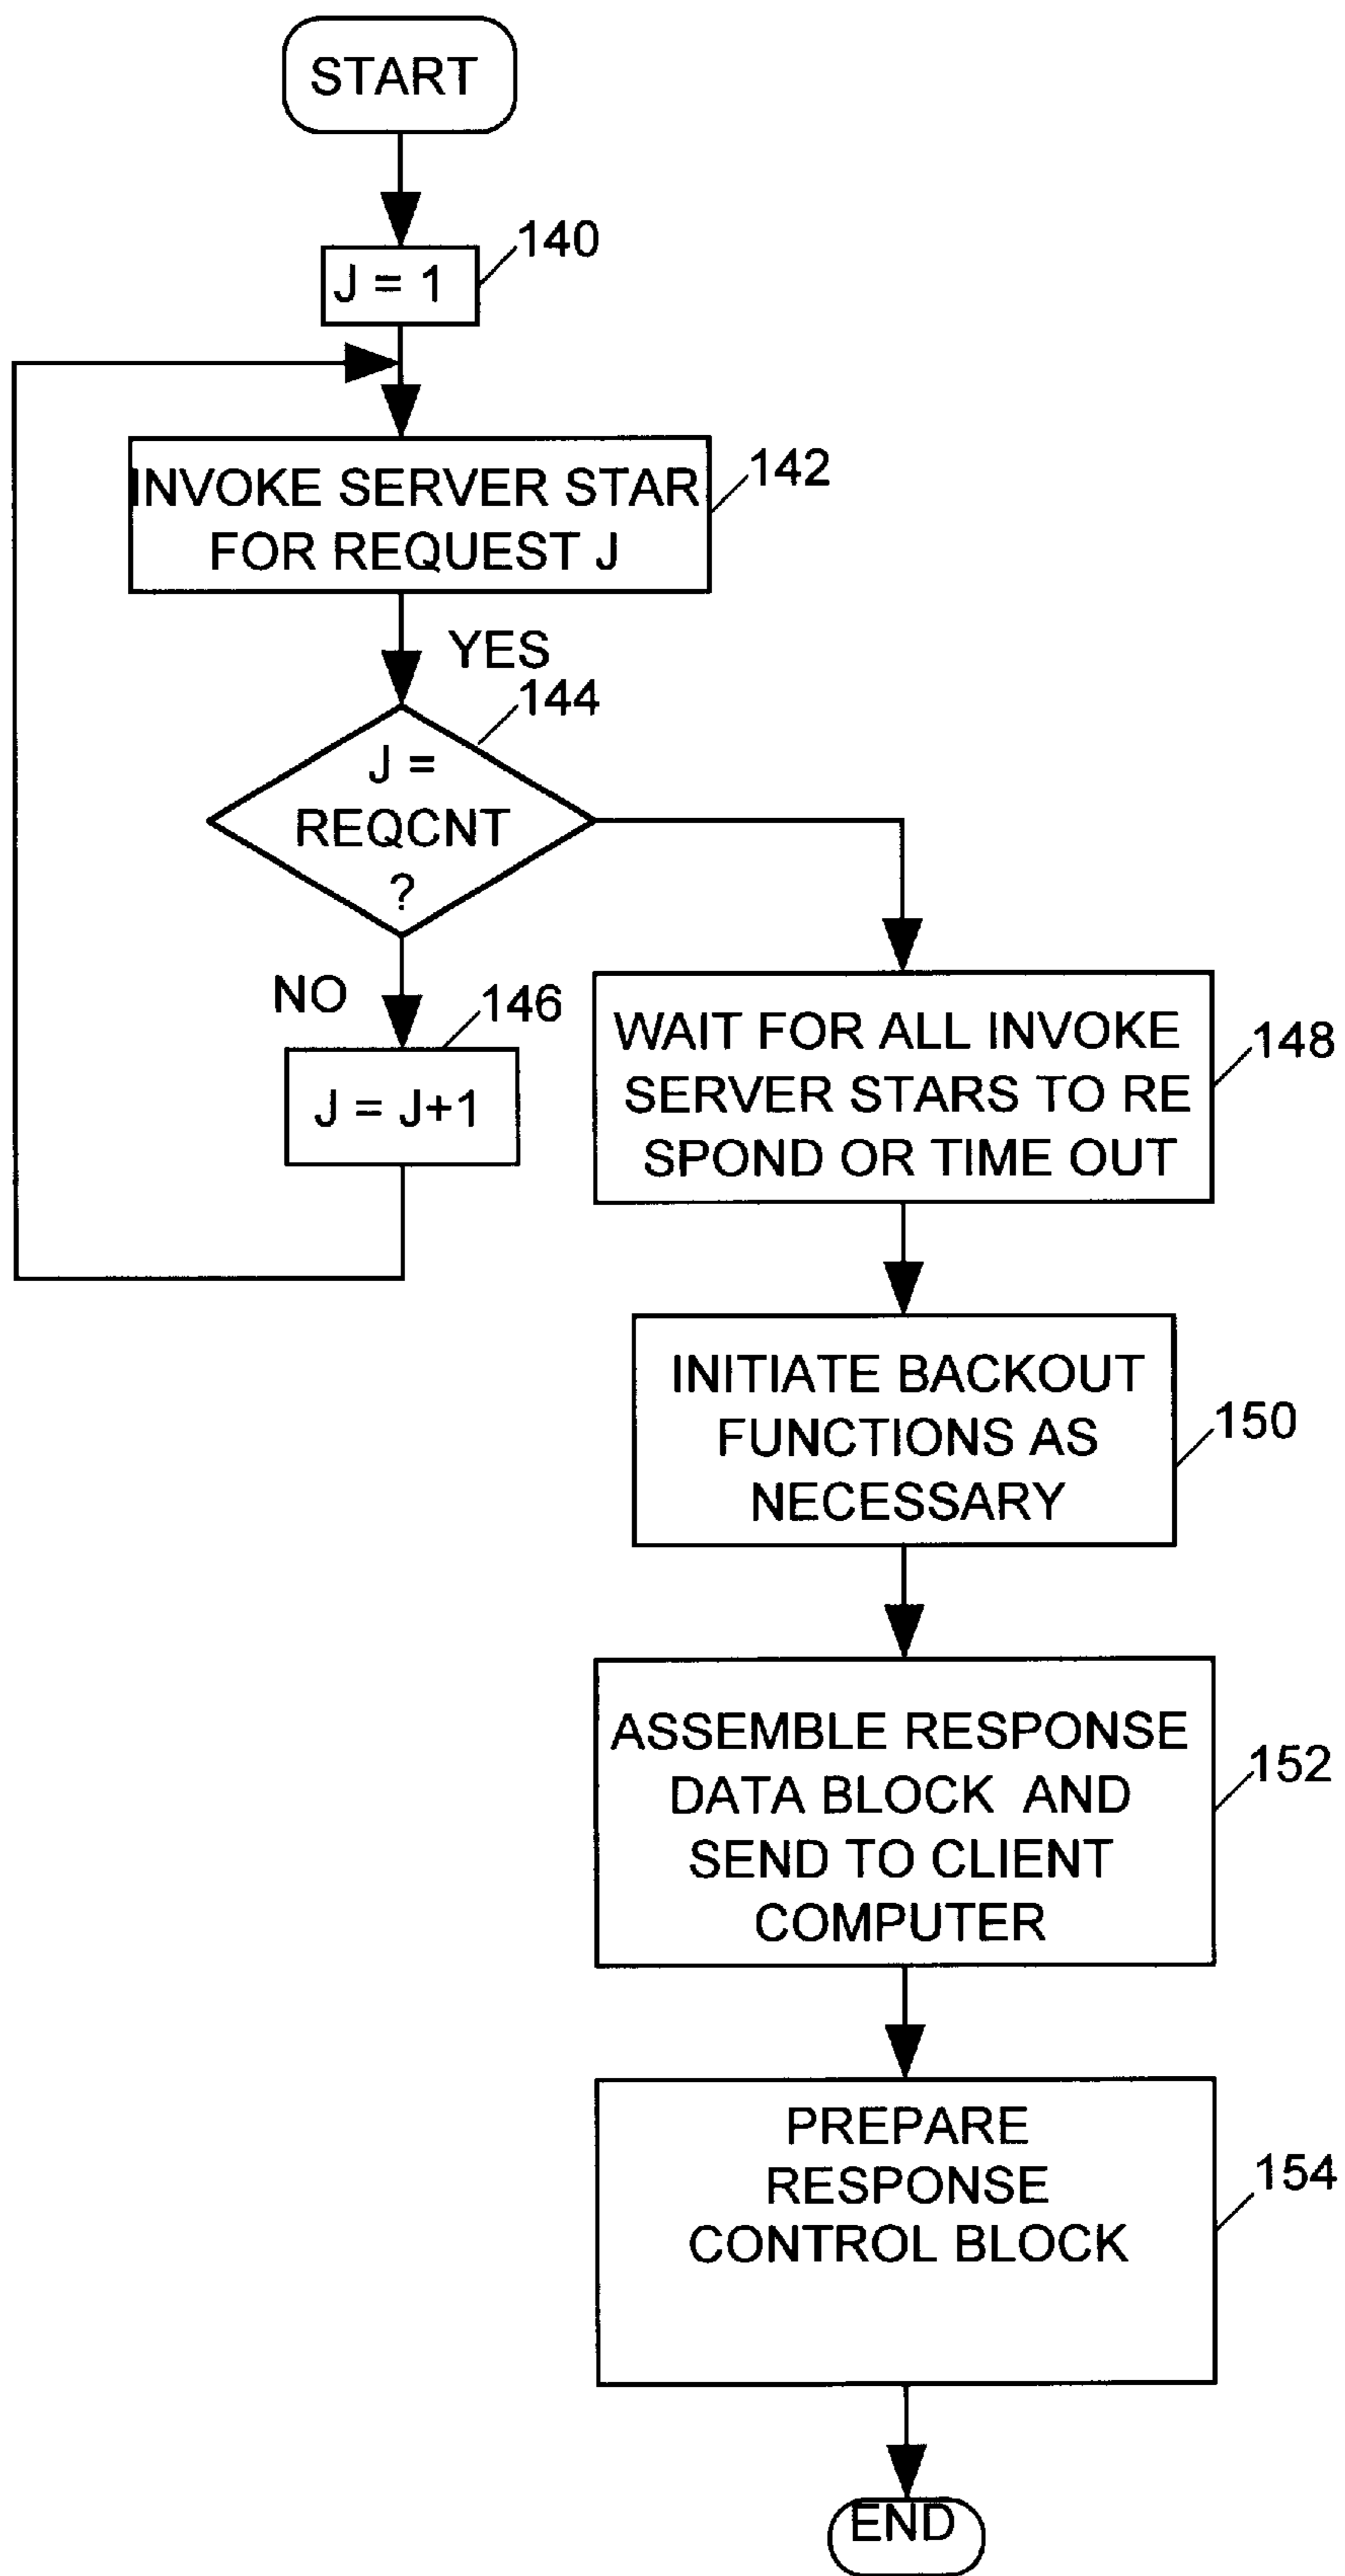 START
140
J = 1
142
INVOKE SERVER STAR
FOR REQUEST J
YES
144
J =
REQCNT
?
NO
146
J = J+1
148
WAIT FOR ALL INVOKE
SERVER STARS TO RE
SPOND OR TIME OUT
150
INITIATE BACKOUT
FUNCTIONS AS
NECESSARY
152
ASSEMBLE RESPONSE
DATA BLOCK AND
SEND TO CLIENT
COMPUTER
154
PREPARE
RESPONSE
CONTROL BLOCK
END